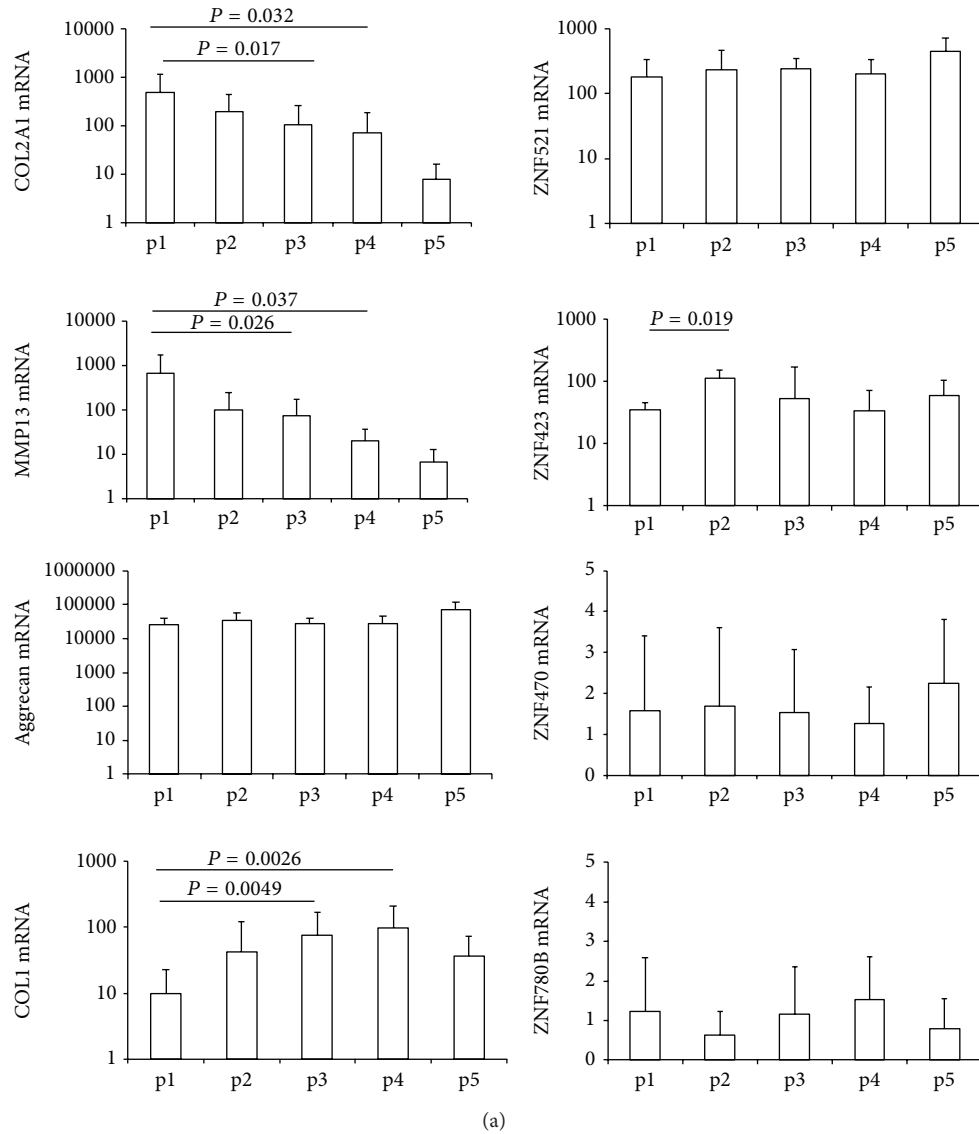 COL2A1 mRNA
10000
1000
100
10
1
P = 0.032
P = 0.017
p1 p2 p3 p4 p5
ZNF521 mRNA
1000
100
10
1
p1 p2 p3 p4 p5
MMP13 mRNA
10000
1000
100
10
1
P = 0.037
P = 0.026
p1 p2 p3 p4 p5
ZNF423 mRNA
1000
100
10
1
P = 0.019
p1 p2 p3 p4 p5
Aggrecan mRNA
1000000
100000
10000
1000
100
10
1
p1 p2 p3 p4 p5
ZNF470 mRNA
5
4
3
2
1
0
p1 p2 p3 p4 p5
COL1 mRNA
1000
100
10
1
P = 0.0026
P = 0.0049
p1 p2 p3 p4 p5
ZNF780B mRNA
5
4
3
2
1
0
p1 p2 p3 p4 p5
(a)